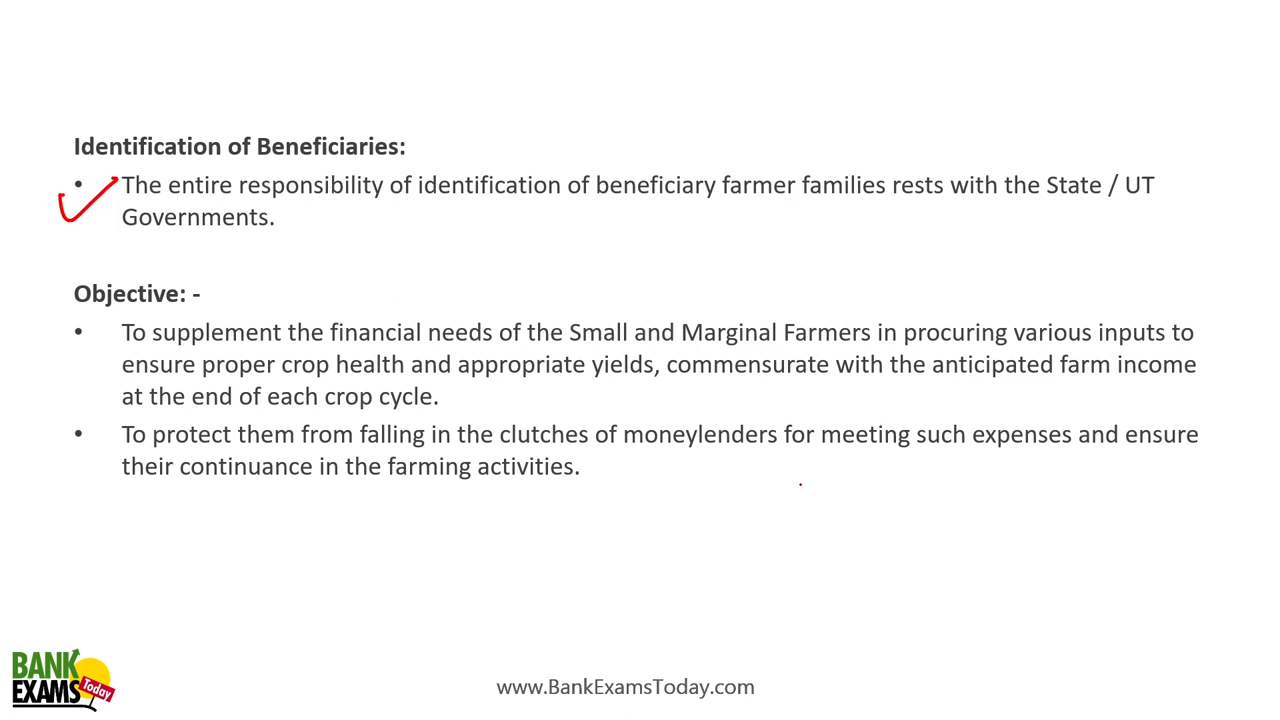 Identification of Beneficiaries:
• The entire responsibility of identification of beneficiary farmer families rests with the State / UT
Governments.
Objective: -
• To supplement the financial needs of the Small and Marginal Farmers in procuring various inputs to
ensure proper crop health and appropriate yields, commensurate with the anticipated farm income
at the end of each crop cycle.
• To protect them from falling in the clutches of moneylenders for meeting such expenses and ensure
their continuance in the farming activities.
BANK
EXAMS Today
www.BankExamsToday.com